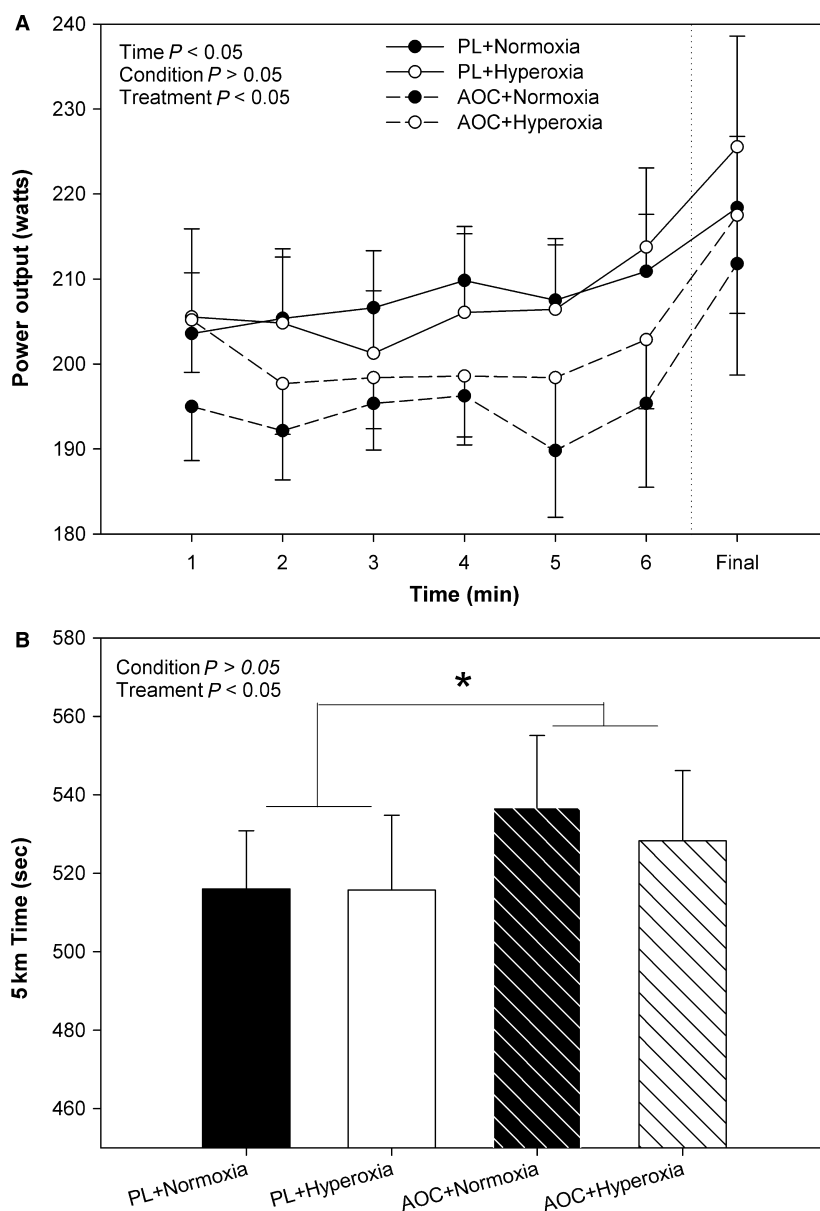 A
Time P < 0.05
Condition P > 0.05
Treatment P < 0.05
PL+Normoxia
PL+Hyperoxia
AOC+Normoxia
AOC+Hyperoxia
Power output (watts)
240
230
220
210
200
190
180
1 2 3 4 5 6 Final
Time (min)
B
Condition P > 0.05
Treament P < 0.05
*
5 km Time (sec)
580
560
540
520
500
480
460
PL+Normoxia PL+Hyperoxia AOC+Normoxia AOC+Hyperoxia